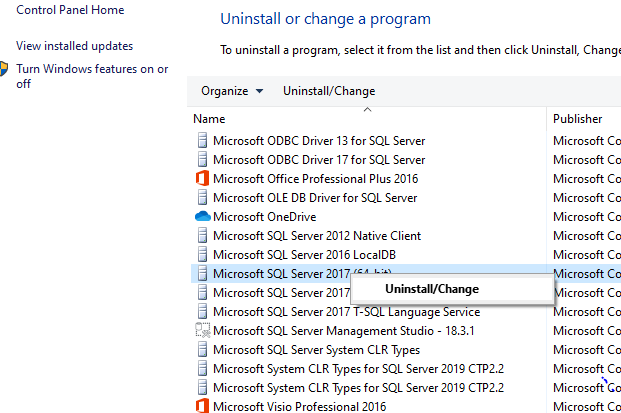 Control Panel Home
View installed updates
Turn Windows features on or
off
Uninstall or change a program
To uninstall a program, select it from the list and then click Uninstall, Change
Organize
Uninstall/Change
Name
Publisher
Microsoft ODBC Driver 13 for SQL Server Microsoft Co
Microsoft ODBC Driver 17 for SQL Server Microsoft Co
Microsoft Office Professional Plus 2016 Microsoft Co
Microsoft OLE DB Driver for SQL Server Microsoft Co
Microsoft OneDrive Microsoft Co
Microsoft SQL Server 2012 Native Client Microsoft Co
Microsoft SQL Server 2016 LocalDB Microsoft Co
Microsoft SQL Server 2017 (64-bit) Microsoft Co
Uninstall/Change
Microsoft SQL Server 2017 Microsoft Co
Microsoft SQL Server 2017 T-SQL Language Service Microsoft Co
Microsoft SQL Server Management Studio - 18.3.1 Microsoft Co
Microsoft SQL Server System CLR Types Microsoft Co
Microsoft System CLR Types for SQL Server 2019 CTP2.2 Microsoft Co
Microsoft System CLR Types for SQL Server 2019 CTP2.2 Microsoft Co
Microsoft Visio Professional 2016 Microsoft Co